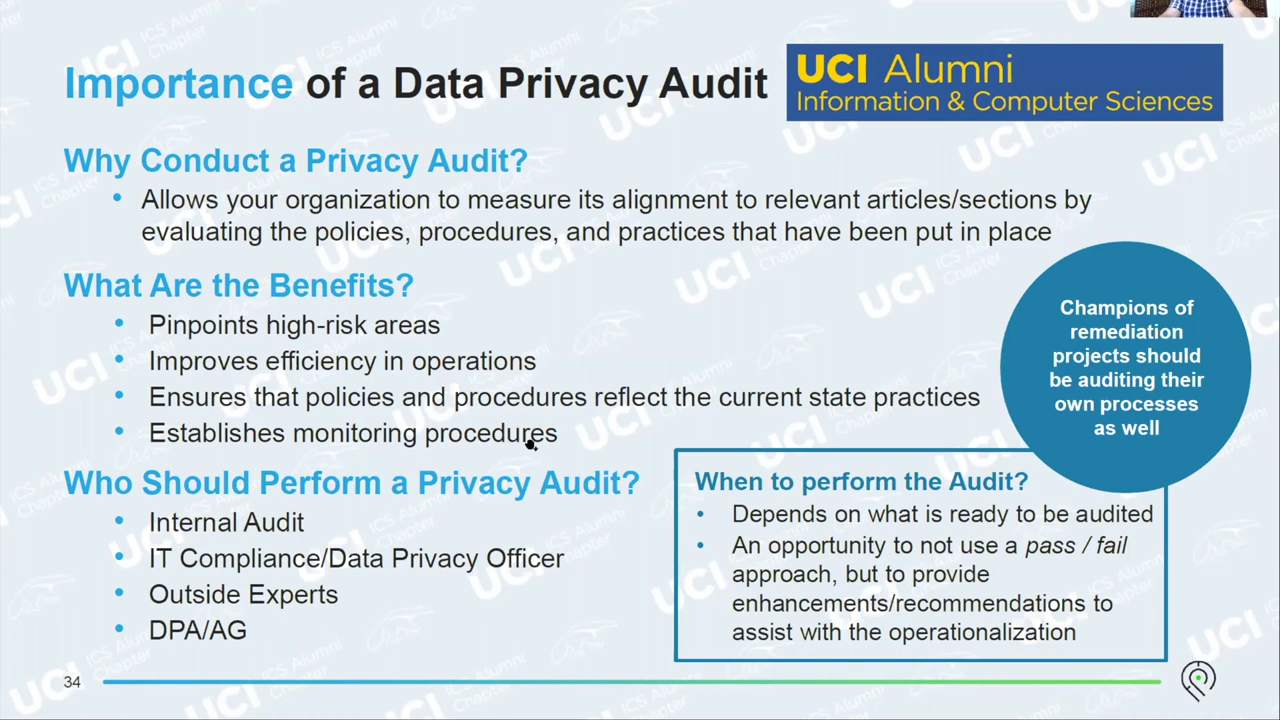 Importance of a Data Privacy Audit
UCI Alumni
Information & Computer Sciences
Why Conduct a Privacy Audit?
• Allows your organization to measure its alignment to relevant articles/sections by
evaluating the policies, procedures, and practices that have been put in place
What Are the Benefits?
• Pinpoints high-risk areas
• Improves efficiency in operations
• Ensures that policies and procedures reflect the current state practices
• Establishes monitoring procedures
Champions of
remediation
projects should
be auditing their
own processes
as well
Who Should Perform a Privacy Audit?
• Internal Audit
• IT Compliance/Data Privacy Officer
• Outside Experts
• DPA/AG
When to perform the Audit?
• Depends on what is ready to be audited
• An opportunity to not use a pass / fail
approach, but to provide
enhancements/recommendations to
assist with the operationalization
34
UCI ICS Alumni
Chapter